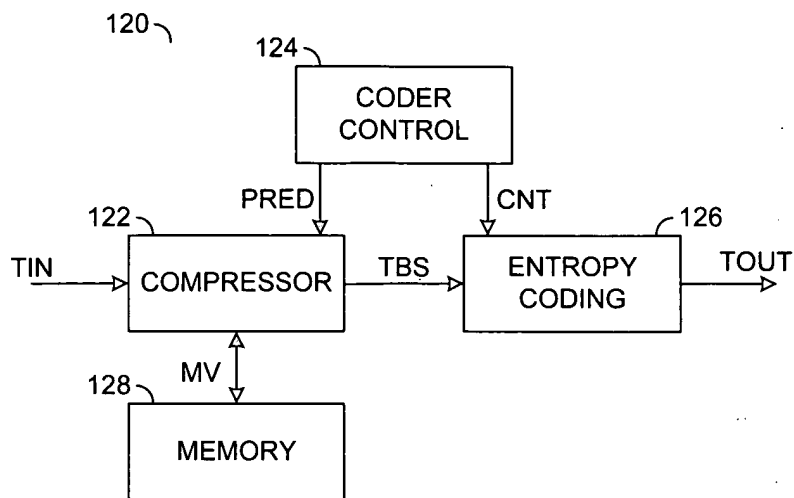 120
124
CODER
CONTROL
PRED
CNT
122
126
TIN
COMPRESSOR
TBS
ENTROPY
CODING
TOUT
MV
128
MEMORY